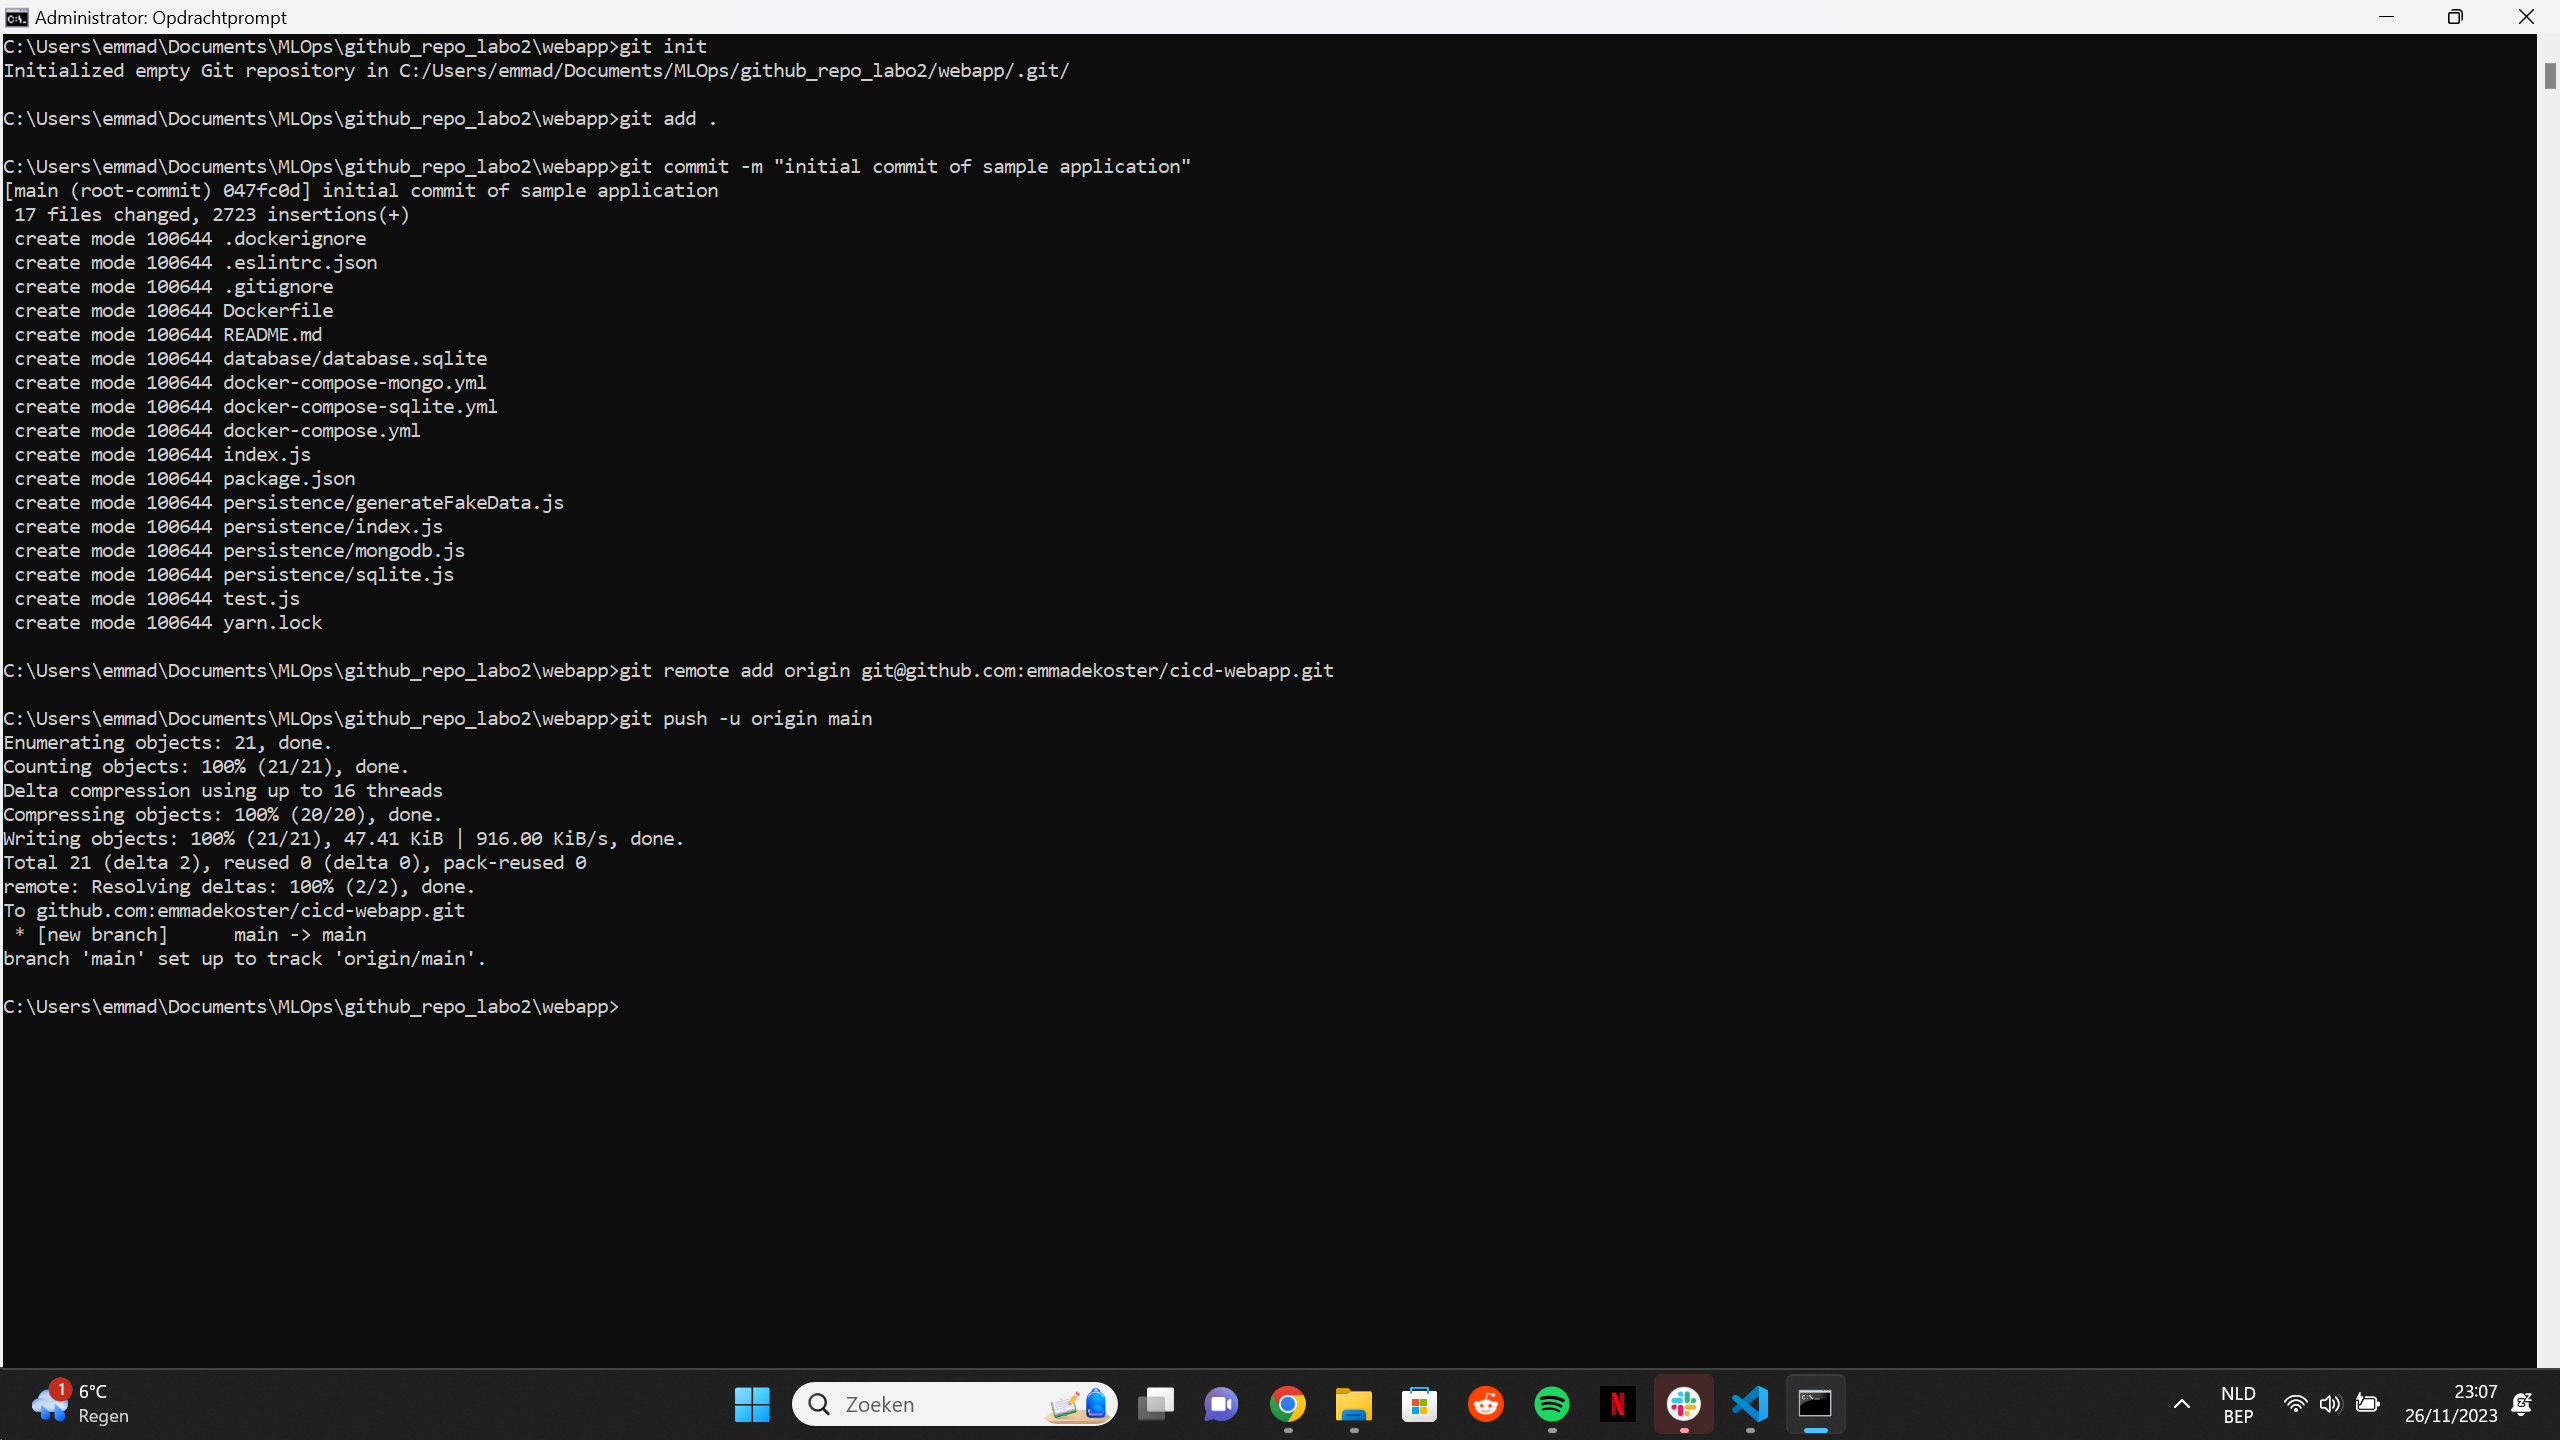 Administrator: Opdrachtprompt
C:\Users\emmad\Documents\MLOps\github_repo_labo2\webapp>git init
Initialized empty Git repository in C:/Users/emmad/Documents/MLOps/github_repo_labo2/webapp/.git/
C:\Users\emmad\Documents\MLOps\github_repo_labo2\webapp>git add .
C:\Users\emmad\Documents\MLOps\github_repo_labo2\webapp>git commit -m "initial commit of sample application"
[main (root-commit) 047fc0d] initial commit of sample application
 17 files changed, 2723 insertions(+)
 create mode 100644 .dockerignore
 create mode 100644 .eslintrc.json
 create mode 100644 .gitignore
 create mode 100644 Dockerfile
 create mode 100644 README.md
 create mode 100644 database/database.sqlite
 create mode 100644 docker-compose-mongo.yml
 create mode 100644 docker-compose-sqlite.yml
 create mode 100644 docker-compose.yml
 create mode 100644 index.js
 create mode 100644 package.json
 create mode 100644 persistence/generateFakeData.js
 create mode 100644 persistence/index.js
 create mode 100644 persistence/mongodb.js
 create mode 100644 persistence/sqlite.js
 create mode 100644 test.js
 create mode 100644 yarn.lock
C:\Users\emmad\Documents\MLOps\github_repo_labo2\webapp>git remote add origin git@github.com:emmadekoster/cicd-webapp.git
C:\Users\emmad\Documents\MLOps\github_repo_labo2\webapp>git push -u origin main
Enumerating objects: 21, done.
Counting objects: 100% (21/21), done.
Delta compression using up to 16 threads
Compressing objects: 100% (20/20), done.
Writing objects: 100% (21/21), 47.41 KiB | 916.00 KiB/s, done.
Total 21 (delta 2), reused 0 (delta 0), pack-reused 0
remote: Resolving deltas: 100% (2/2), done.
To github.com:emmadekoster/cicd-webapp.git
 * [new branch]      main -> main
branch 'main' set up to track 'origin/main'.
C:\Users\emmad\Documents\MLOps\github_repo_labo2\webapp>
1
6°C
Regen
Zoeken
N
NLD
BEP
23:07
26/11/2023